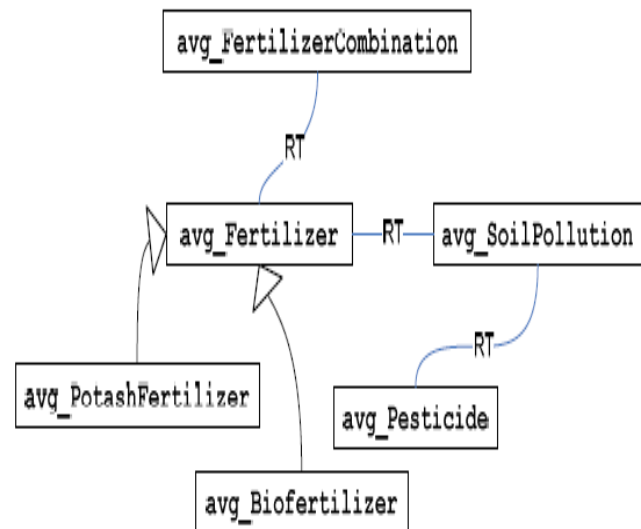 avg_FertilizerCombination
RT
avg_Fertilizer
RT
avg_SoilPollution
RT
avg_PotashFertilizer
avg_Pesticide
avg_Biofertilizer